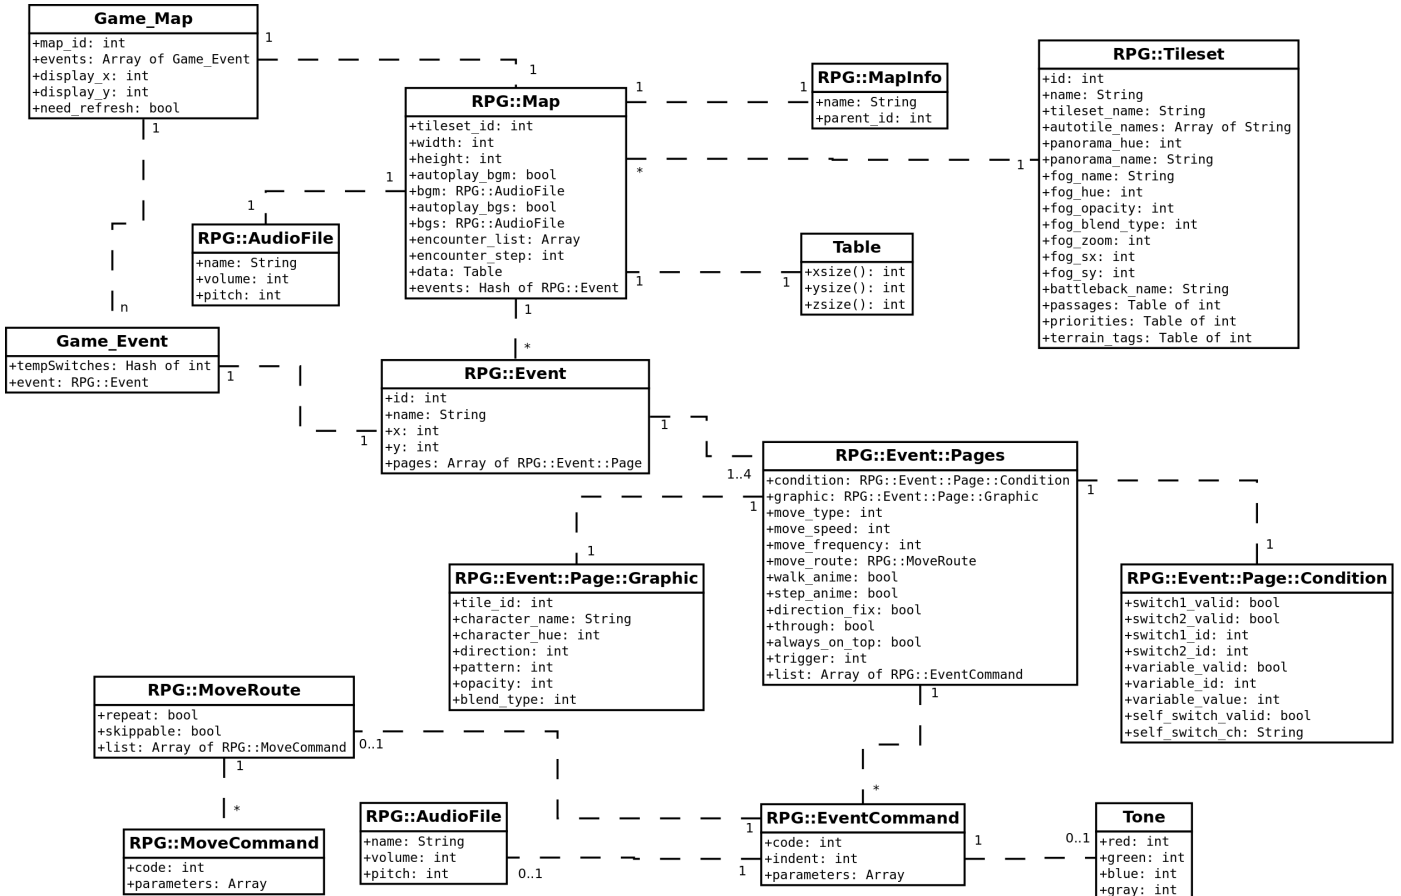 Game_Map
+map_id: int
+events: Array of Game_Event
+display_x: int
+display_y: int
+need_refresh: bool
1
1
1
RPG::Map
+tileset_id: int
+width: int
+height: int
+autoplay_bgm: bool
+bgm: RPG::AudioFile
+autoplay_bgs: bool
+bgs: RPG::AudioFile
+encounter_list: Array
+encounter_step: int
+data: Table
+events: Hash of RPG::Event
1
1
RPG::MapInfo
+name: String
+parent_id: int
*
1
RPG::Tileset
+id: int
+name: String
+tileset_name: String
+autotile_names: Array of String
+panorama_hue: int
+panorama_name: String
+fog_name: String
+fog_hue: int
+fog_opacity: int
+fog_blend_type: int
+fog_zoom: int
+fog_sx: int
+fog_sy: int
+battleback_name: String
+passages: Table of int
+priorities: Table of int
+terrain_tags: Table of int
1
1
RPG::AudioFile
+name: String
+volume: int
+pitch: int
1
1
Table
+xsize(): int
+ysize(): int
+zsize(): int
n
Game_Event
+tempSwitches: Hash of int
+event: RPG::Event
1
1
1
*
RPG::Event
+id: int
+name: String
+x: int
+y: int
+pages: Array of RPG::Event::Page
1
1..4
RPG::Event::Pages
+condition: RPG::Event::Page::Condition
+graphic: RPG::Event::Page::Graphic
+move_type: int
+move_speed: int
+move_frequency: int
+move_route: RPG::MoveRoute
+walk_anime: bool
+step_anime: bool
+direction_fix: bool
+through: bool
+always_on_top: bool
+trigger: int
+list: Array of RPG::EventCommand
1
1
RPG::Event::Page::Graphic
+tile_id: int
+character_name: String
+character_hue: int
+direction: int
+pattern: int
+opacity: int
+blend_type: int
1
1
RPG::Event::Page::Condition
+switch1_valid: bool
+switch2_valid: bool
+switch1_id: int
+switch2_id: int
+variable_valid: bool
+variable_id: int
+variable_value: int
+self_switch_valid: bool
+self_switch_ch: String
RPG::MoveRoute
+repeat: bool
+skippable: bool
+list: Array of RPG::MoveCommand
0..1
1
1
*
RPG::MoveCommand
+code: int
+parameters: Array
RPG::AudioFile
+name: String
+volume: int
+pitch: int
0..1
1
1
*
RPG::EventCommand
+code: int
+indent: int
+parameters: Array
1
0..1
Tone
+red: int
+green: int
+blue: int
+gray: int